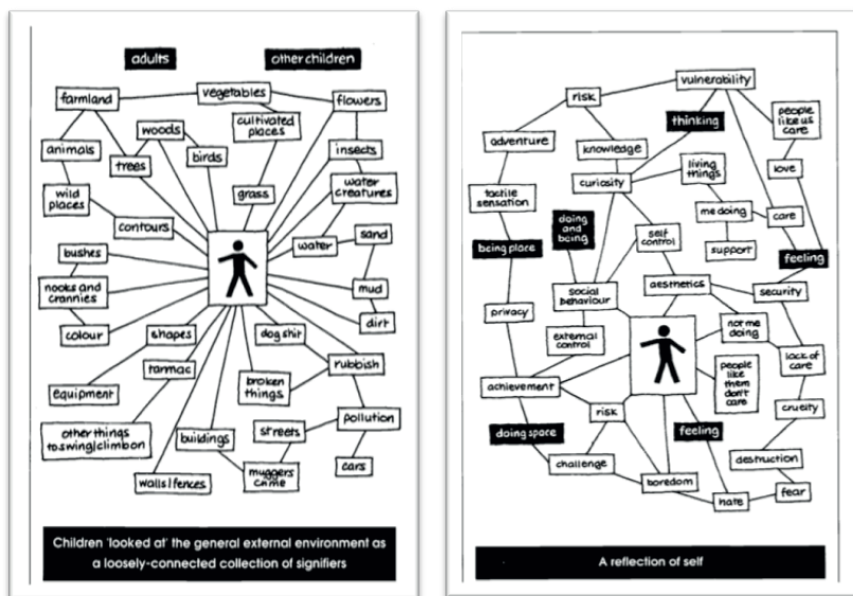 adults
other children
farmland
vegetables
flowers
cultivated
places
woods
animals
birds
insects
trees
water
creatures
wild
places
grass
contours
sand
water
bushes
nooks and
crannies
mud
dirt
colour
shapes
dog shit
rubbish
tarmac
broken
things
equipment
pollution
other things
to swing/climb on
buildings
streets
muggers
crime
cars
walls/fences
Children 'looked at' the general external environment as
a loosely-connected collection of signifiers
vulnerability
risk
people
like us
care
thinking
adventure
knowledge
living
things
love
curiosity
tactile
sensation
me doing
care
doing
and
being
self
control
support
being place
feeling
aesthetics
security
social
behaviour
privacy
not me
doing
external
control
lack of
care
people
like
them
don't
care
achievement
risk
cruelty
doing space
feeling
challenge
destruction
boredom
hate
fear
A reflection of self